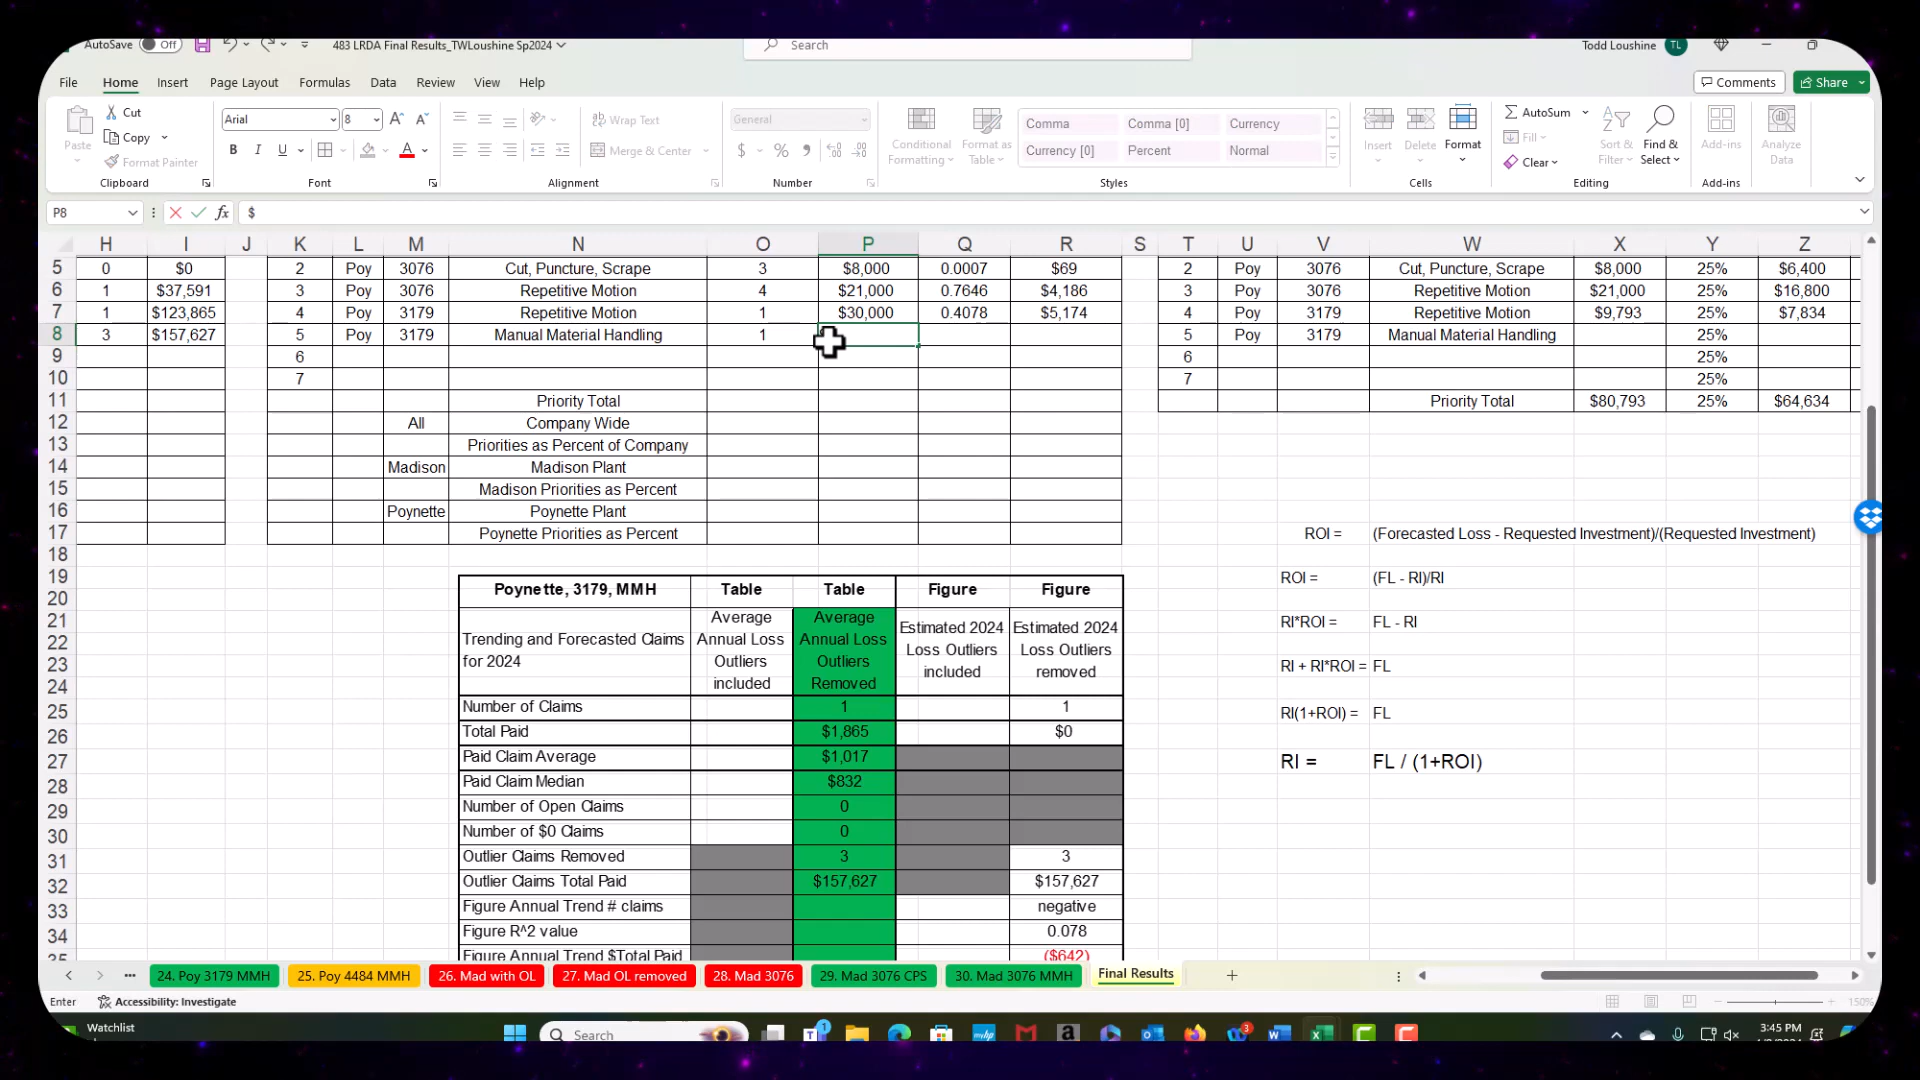 AutoSave Off 483 LRDA Final Results_TWLoushine Sp2024 Search Todd Loushine TL
File Home Insert Page Layout Formulas Data Review View Help Comments Share
Paste Cut Copy Format Painter Clipboard
Arial 8 A A B I U A Font
Wrap Text Merge & Center Alignment
General $ % , Number
Conditional Formatting Format as Table Comma Comma [0] Currency Currency [0] Percent Normal Styles
Insert Delete Format Cells
AutoSum Fill Clear Sort & Filter Find & Select Editing
Add-ins Add-ins Analyze Data
P8 fx $
H I J K L M N O P Q R S T U V W X Y Z
5 0 $0 2 Poy 3076 Cut, Puncture, Scrape 3 $8,000 0.0007 $69 2 Poy 3076 Cut, Puncture, Scrape $8,000 25% $6,400
6 1 $37,591 3 Poy 3076 Repetitive Motion 4 $21,000 0.7646 $4,186 3 Poy 3076 Repetitive Motion $21,000 25% $16,800
7 1 $123,865 4 Poy 3179 Repetitive Motion 1 $30,000 0.4078 $5,174 4 Poy 3179 Repetitive Motion $9,793 25% $7,834
8 3 $157,627 5 Poy 3179 Manual Material Handling 1 5 Poy 3179 Manual Material Handling 25%
9 6 6 25%
10 7 7 25%
11 Priority Total Priority Total $80,793 25% $64,634
12 All Company Wide
13 Priorities as Percent of Company
14 Madison Madison Plant
15 Madison Priorities as Percent
16 Poynette Poynette Plant
17 Poynette Priorities as Percent ROI = (Forecasted Loss - Requested Investment)/(Requested Investment)
18
19 Poynette, 3179, MMH Table Table Figure Figure ROI = (FL - RI)/RI
20
21 Average Average
22 Trending and Forecasted Claims Annual Loss Annual Loss Estimated 2024 Estimated 2024 RI*ROI = FL - RI
23 for 2024 Outliers Outliers Loss Outliers Loss Outliers RI + RI*ROI = FL
24 included Removed included removed
25 Number of Claims 1 1 RI(1+ROI) = FL
26 Total Paid $1,865 $0
27 Paid Claim Average $1,017 RI = FL / (1+ROI)
28 Paid Claim Median $832
29 Number of Open Claims 0
30 Number of $0 Claims 0
31 Outlier Claims Removed 3 3
32 Outlier Claims Total Paid $157,627 $157,627
33 Figure Annual Trend # claims negative
34 Figure R^2 value 0.078
35 Figure Annual Trend $Total Paid ($642)
24. Poy 3179 MMH 25. Poy 4484 MMH 26. Mad with OL 27. Mad OL removed 28. Mad 3076 29. Mad 3076 CPS 30. Mad 3076 MMH Final Results
Enter Accessibility: Investigate 150%
Watchlist Search 3:45 PM